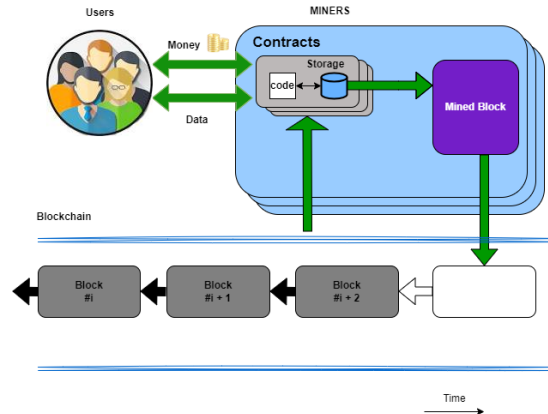 Users
MINERS
Money
Contracts
Storage
code
Mined Block
Data
Blockchain
Block
#i
Block
#i + 1
Block
#i + 2
Time